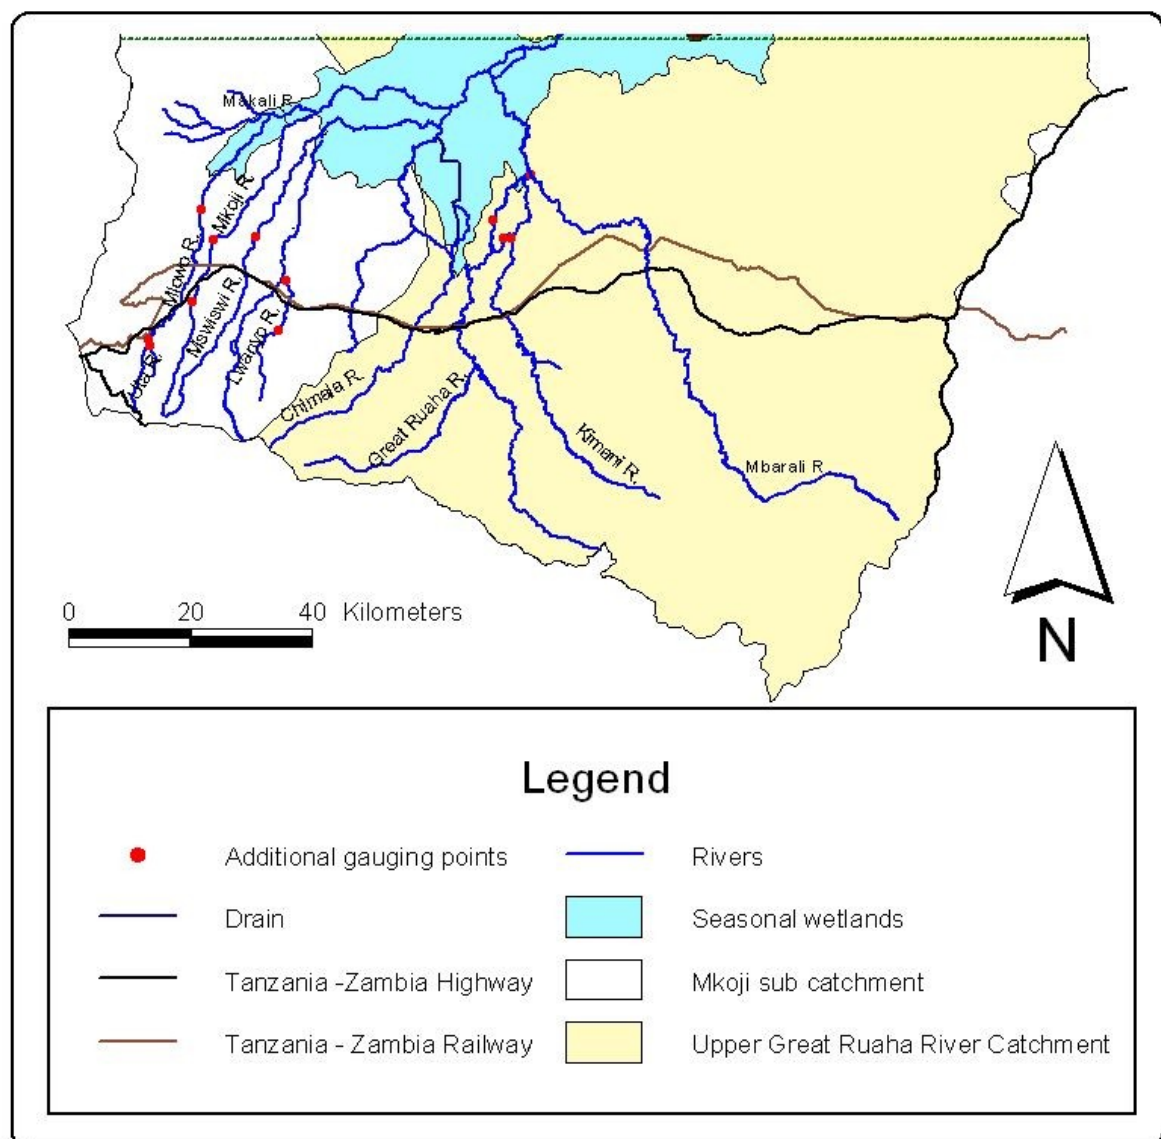 Makali R.
Mkoji R.
Mlowo R.
Mswiswi R.
Lwanyo R.
Uta R.
Chimala R.
Great Ruaha R.
Kimani R.
Mbarali R
0 20 40 Kilometers
N
Legend
Additional gauging points
Rivers
Drain
Seasonal wetlands
Tanzania -Zambia Highway
Mkoji sub catchment
Tanzania - Zambia Railway
Upper Great Ruaha River Catchment